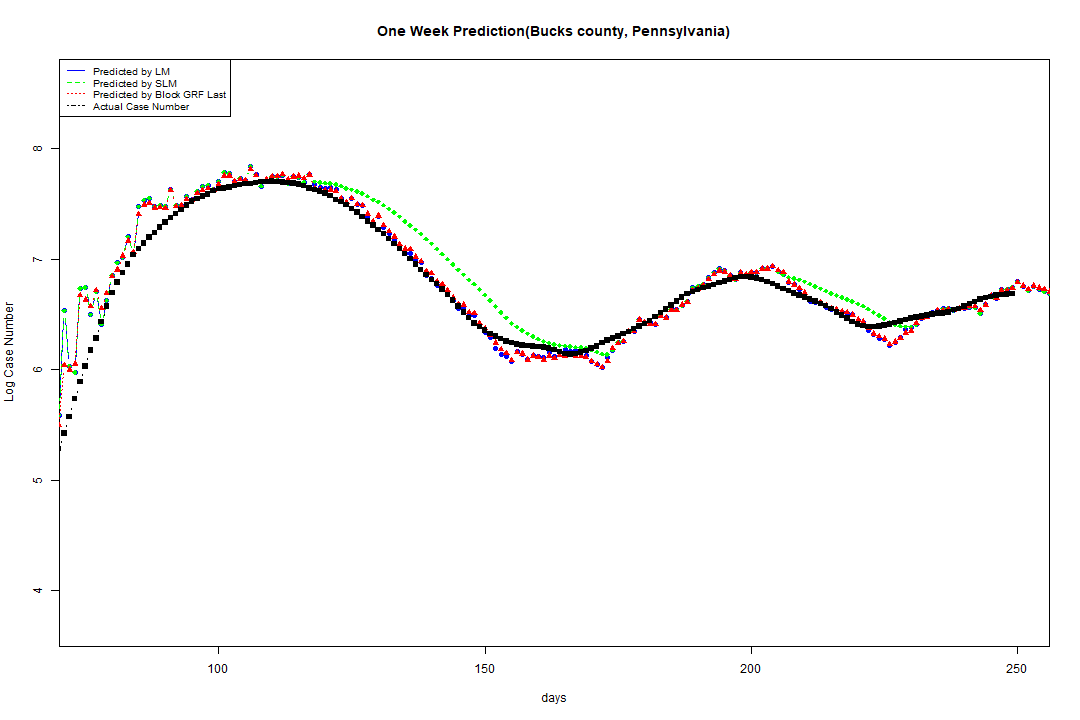 One Week Prediction(Bucks county, Pennsylvania)
Predicted by LM
Predicted by SLM
Predicted by Block GRF Last
Actual Case Number
8
7
6
5
4
Log Case Number
100 150 200 250
days